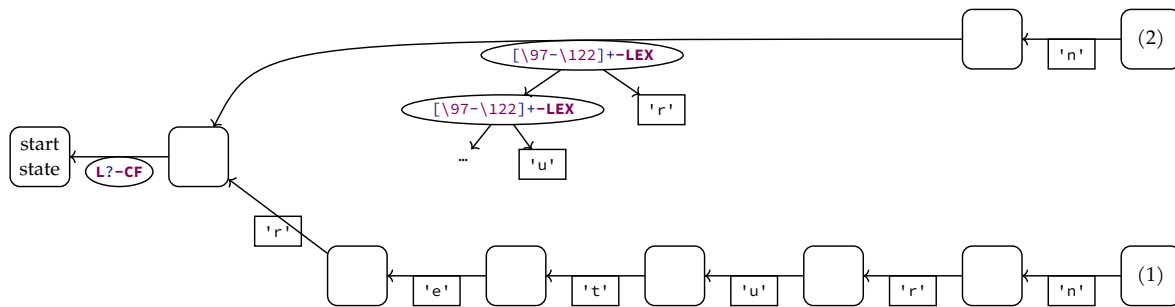 [\97-\122]+-LEX
'n'
(2)
[\97-\122]+-LEX
'r'
start
state
L?-CF
…
'u'
'r'
'e'
't'
'u'
'r'
'n'
(1)